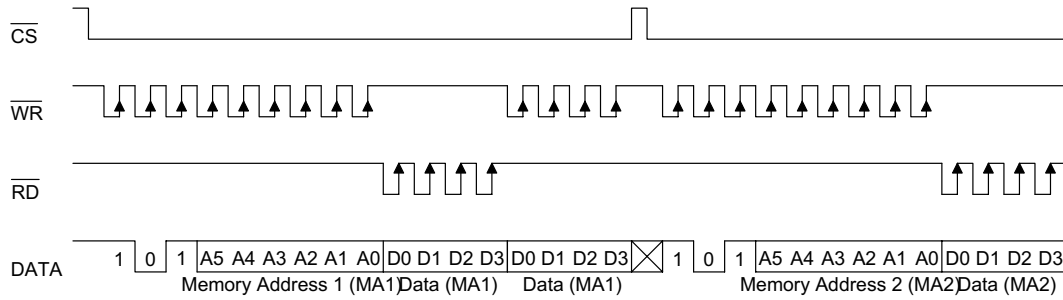 CS
WR
RD
DATA 1 0 1 A5 A4 A3 A2 A1 A0 D0 D1 D2 D3 D0 D1 D2 D3 1 0 1 A5 A4 A3 A2 A1 A0 D0 D1 D2 D3
Memory Address 1 (MA1) Data (MA1) Data (MA1) Memory Address 2 (MA2) Data (MA2)